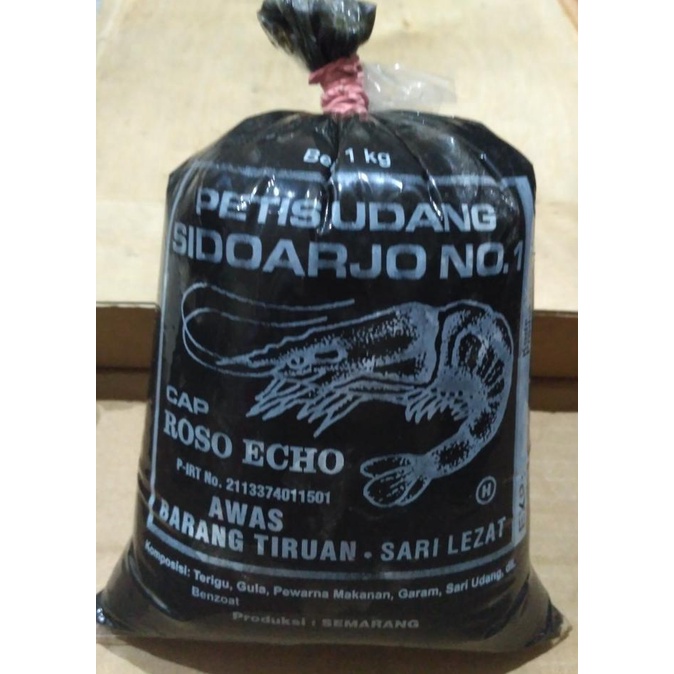 1 kg
PETIS UDANG
SIDOARJO NO. 1
CAP
ROSO ECHO
P-IRT No. 2113374011501
AWAS
BARANG TIRUAN - SARI LEZAT
H
Komposisi: Terigu, Gula, Pewarna Makanan, Garam, Sari Udang,
Benzoat
Produksi : SEMARANG